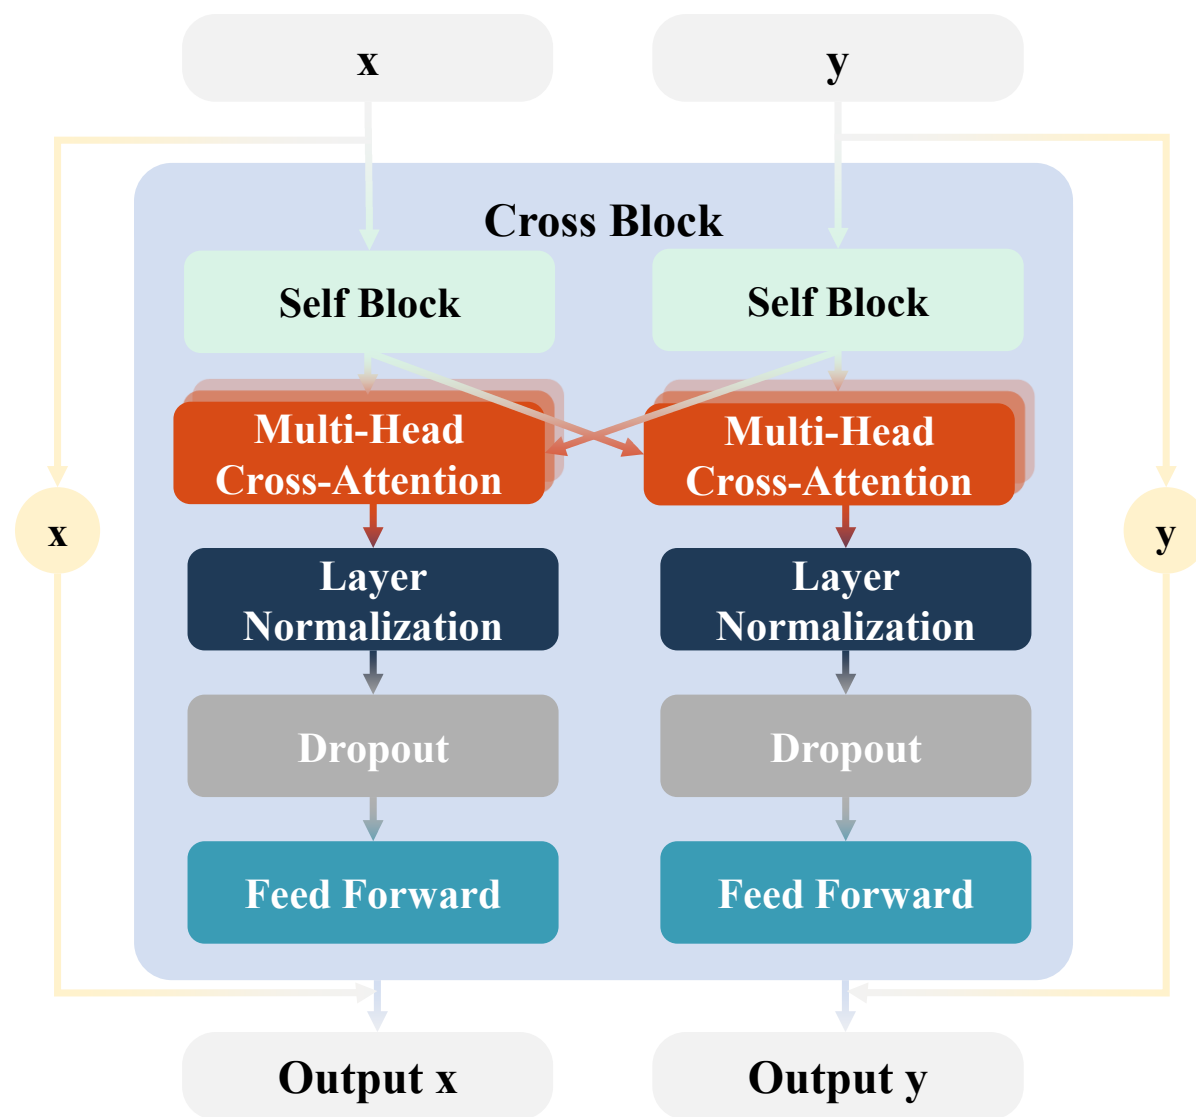 x
y
Cross Block
Self Block
Self Block
Multi-Head
Cross-Attention
Multi-Head
Cross-Attention
x
y
Layer
Normalization
Layer
Normalization
Dropout
Dropout
Feed Forward
Feed Forward
Output x
Output y